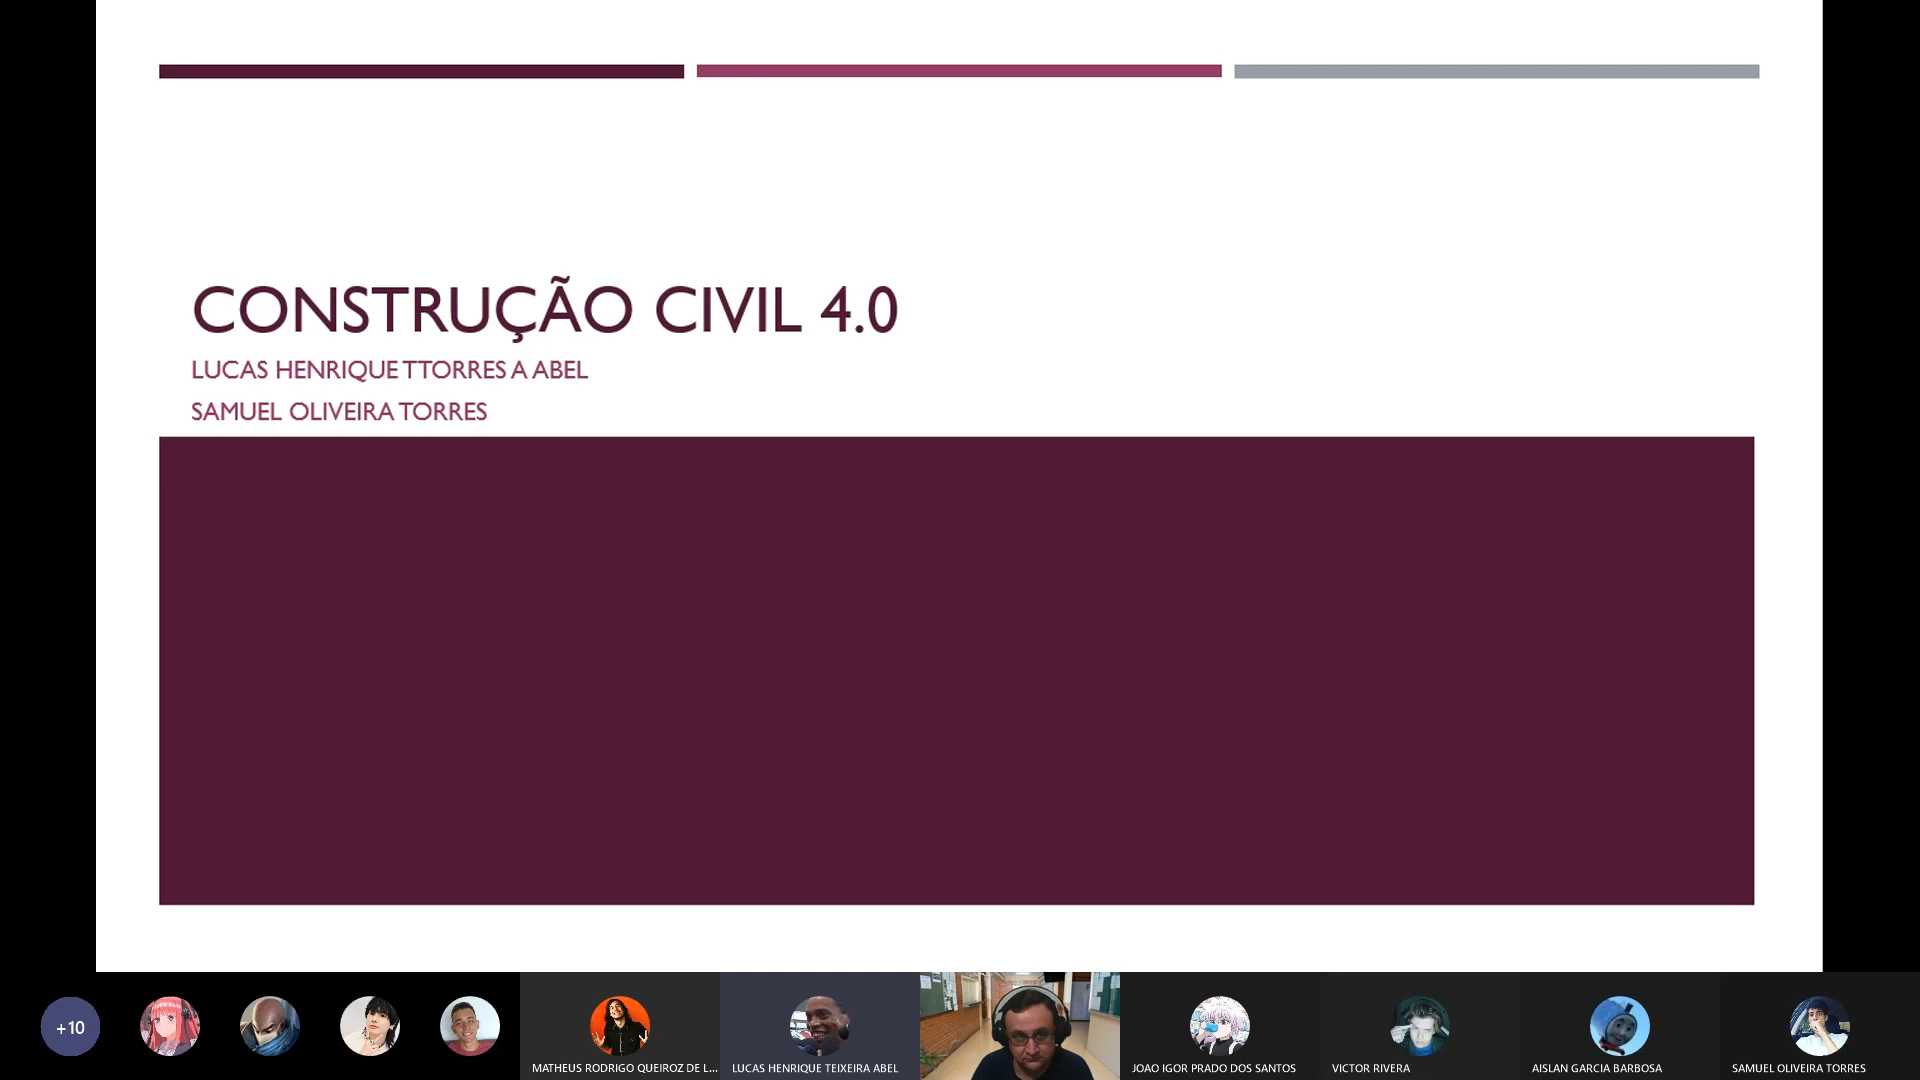 CONSTRUÇÃO CIVIL 4.0
LUCAS HENRIQUE TTORRES A ABEL
SAMUEL OLIVEIRA TORRES
+10
MATHEUS RODRIGO QUEIROZ DE L...
LUCAS HENRIQUE TEIXEIRA ABEL
JOAO IGOR PRADO DOS SANTOS
VICTOR RIVERA
AISLAN GARCIA BARBOSA
SAMUEL OLIVEIRA TORRES